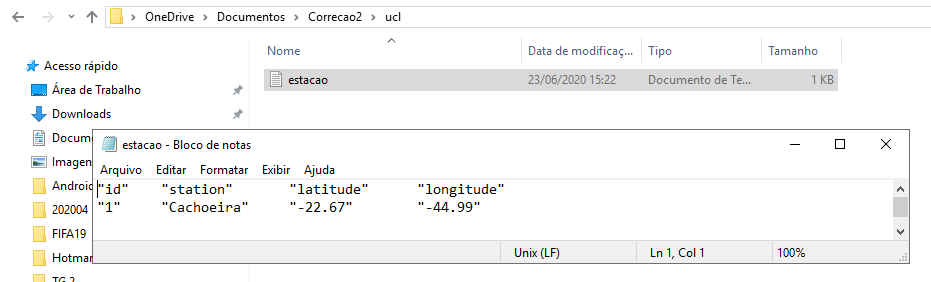 OneDrive > Documentos > Correcao2 > ucl
Nome Data de modificaç... Tipo Tamanho
Acesso rápido
estacao 23/06/2020 15:22 Documento de Te... 1 KB
Área de Trabalho
Downloads
Docum
Imagen
Android
202004
FIFA19
Hotmar
TG 2
estacao - Bloco de notas
Arquivo Editar Formatar Exibir Ajuda
"id" "station" "latitude" "longitude"
"1" "Cachoeira" "-22.67" "-44.99"
Unix (LF) Ln 1, Col 1 100%